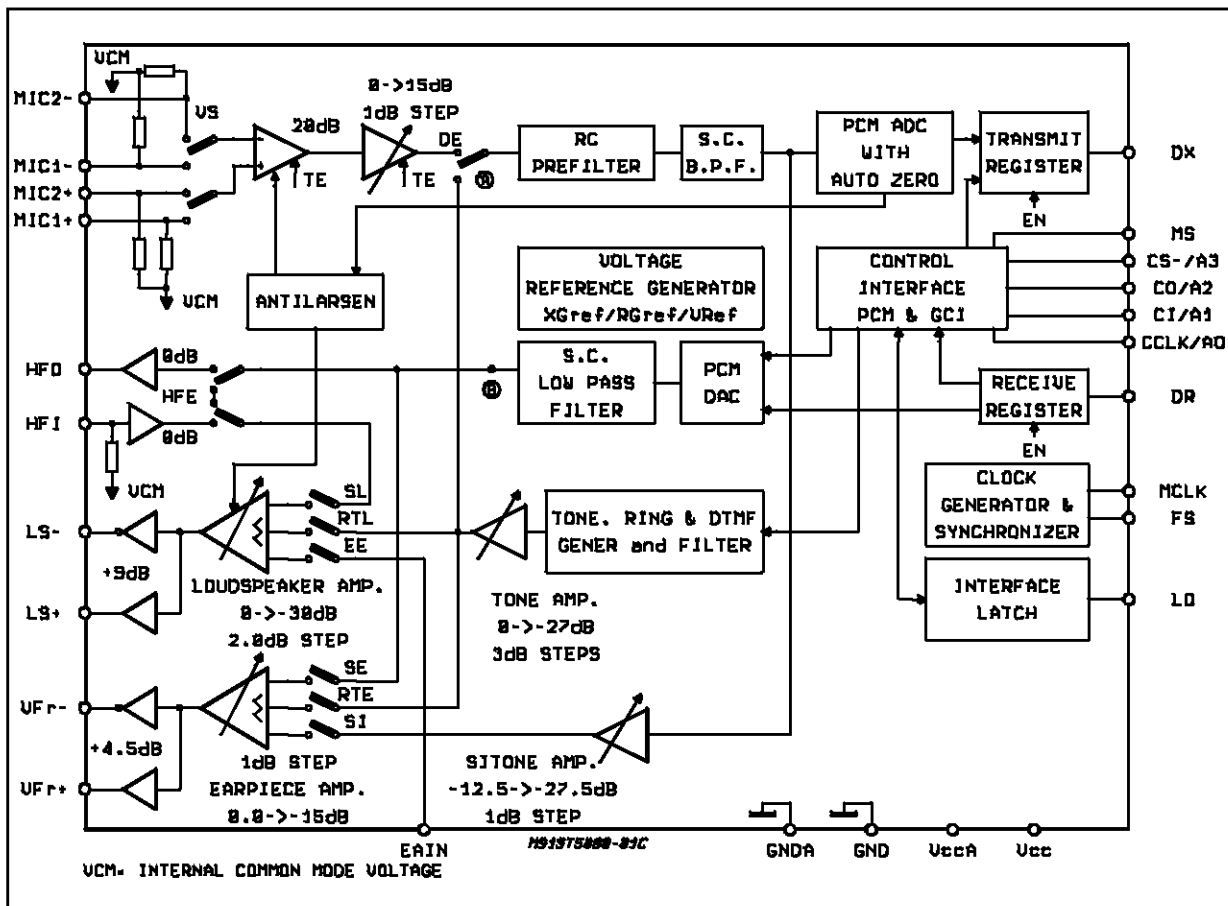 VCM
MIC2-
VS
MIC1-
MIC2+
MIC1+
VCM
20dB
TE
0->15dB
1dB STEP
TE
DE
A
RC
PREFILTER
S.C.
B.P.F.
PCM ADC
WITH
AUTO ZERO
TRANSMIT
REGISTER
DX
EN
MS
CS-/A3
CO/A2
CI/A1
CCLK/A0
ANTILARSEN
VOLTAGE
REFERENCE GENERATOR
XGref/RGref/VRef
CONTROL
INTERFACE
PCM & GCI
HFO
0dB
HFE
HFI
0dB
VCM
B
S.C.
LOW PASS
FILTER
PCM
DAC
RECEIVE
REGISTER
DR
EN
CLOCK
GENERATOR &
SYNCHRONIZER
MCLK
FS
LS-
+9dB
LS+
SL
RTL
EE
LOUDSPEAKER AMP.
0->-30dB
2.0dB STEP
TONE. RING & DTMF
GENER and FILTER
TONE AMP.
0->-27dB
3dB STEPS
INTERFACE
LATCH
LO
VFr-
+4.5dB
VFr+
SE
RTE
SI
1dB STEP
EARPIECE AMP.
0.0->-15dB
SITONE AMP.
-12.5->-27.5dB
1dB STEP
EAIN
M91ST5080-01C
GNDA
GND
VccA
Vcc
VCM= INTERNAL COMMON MODE VOLTAGE